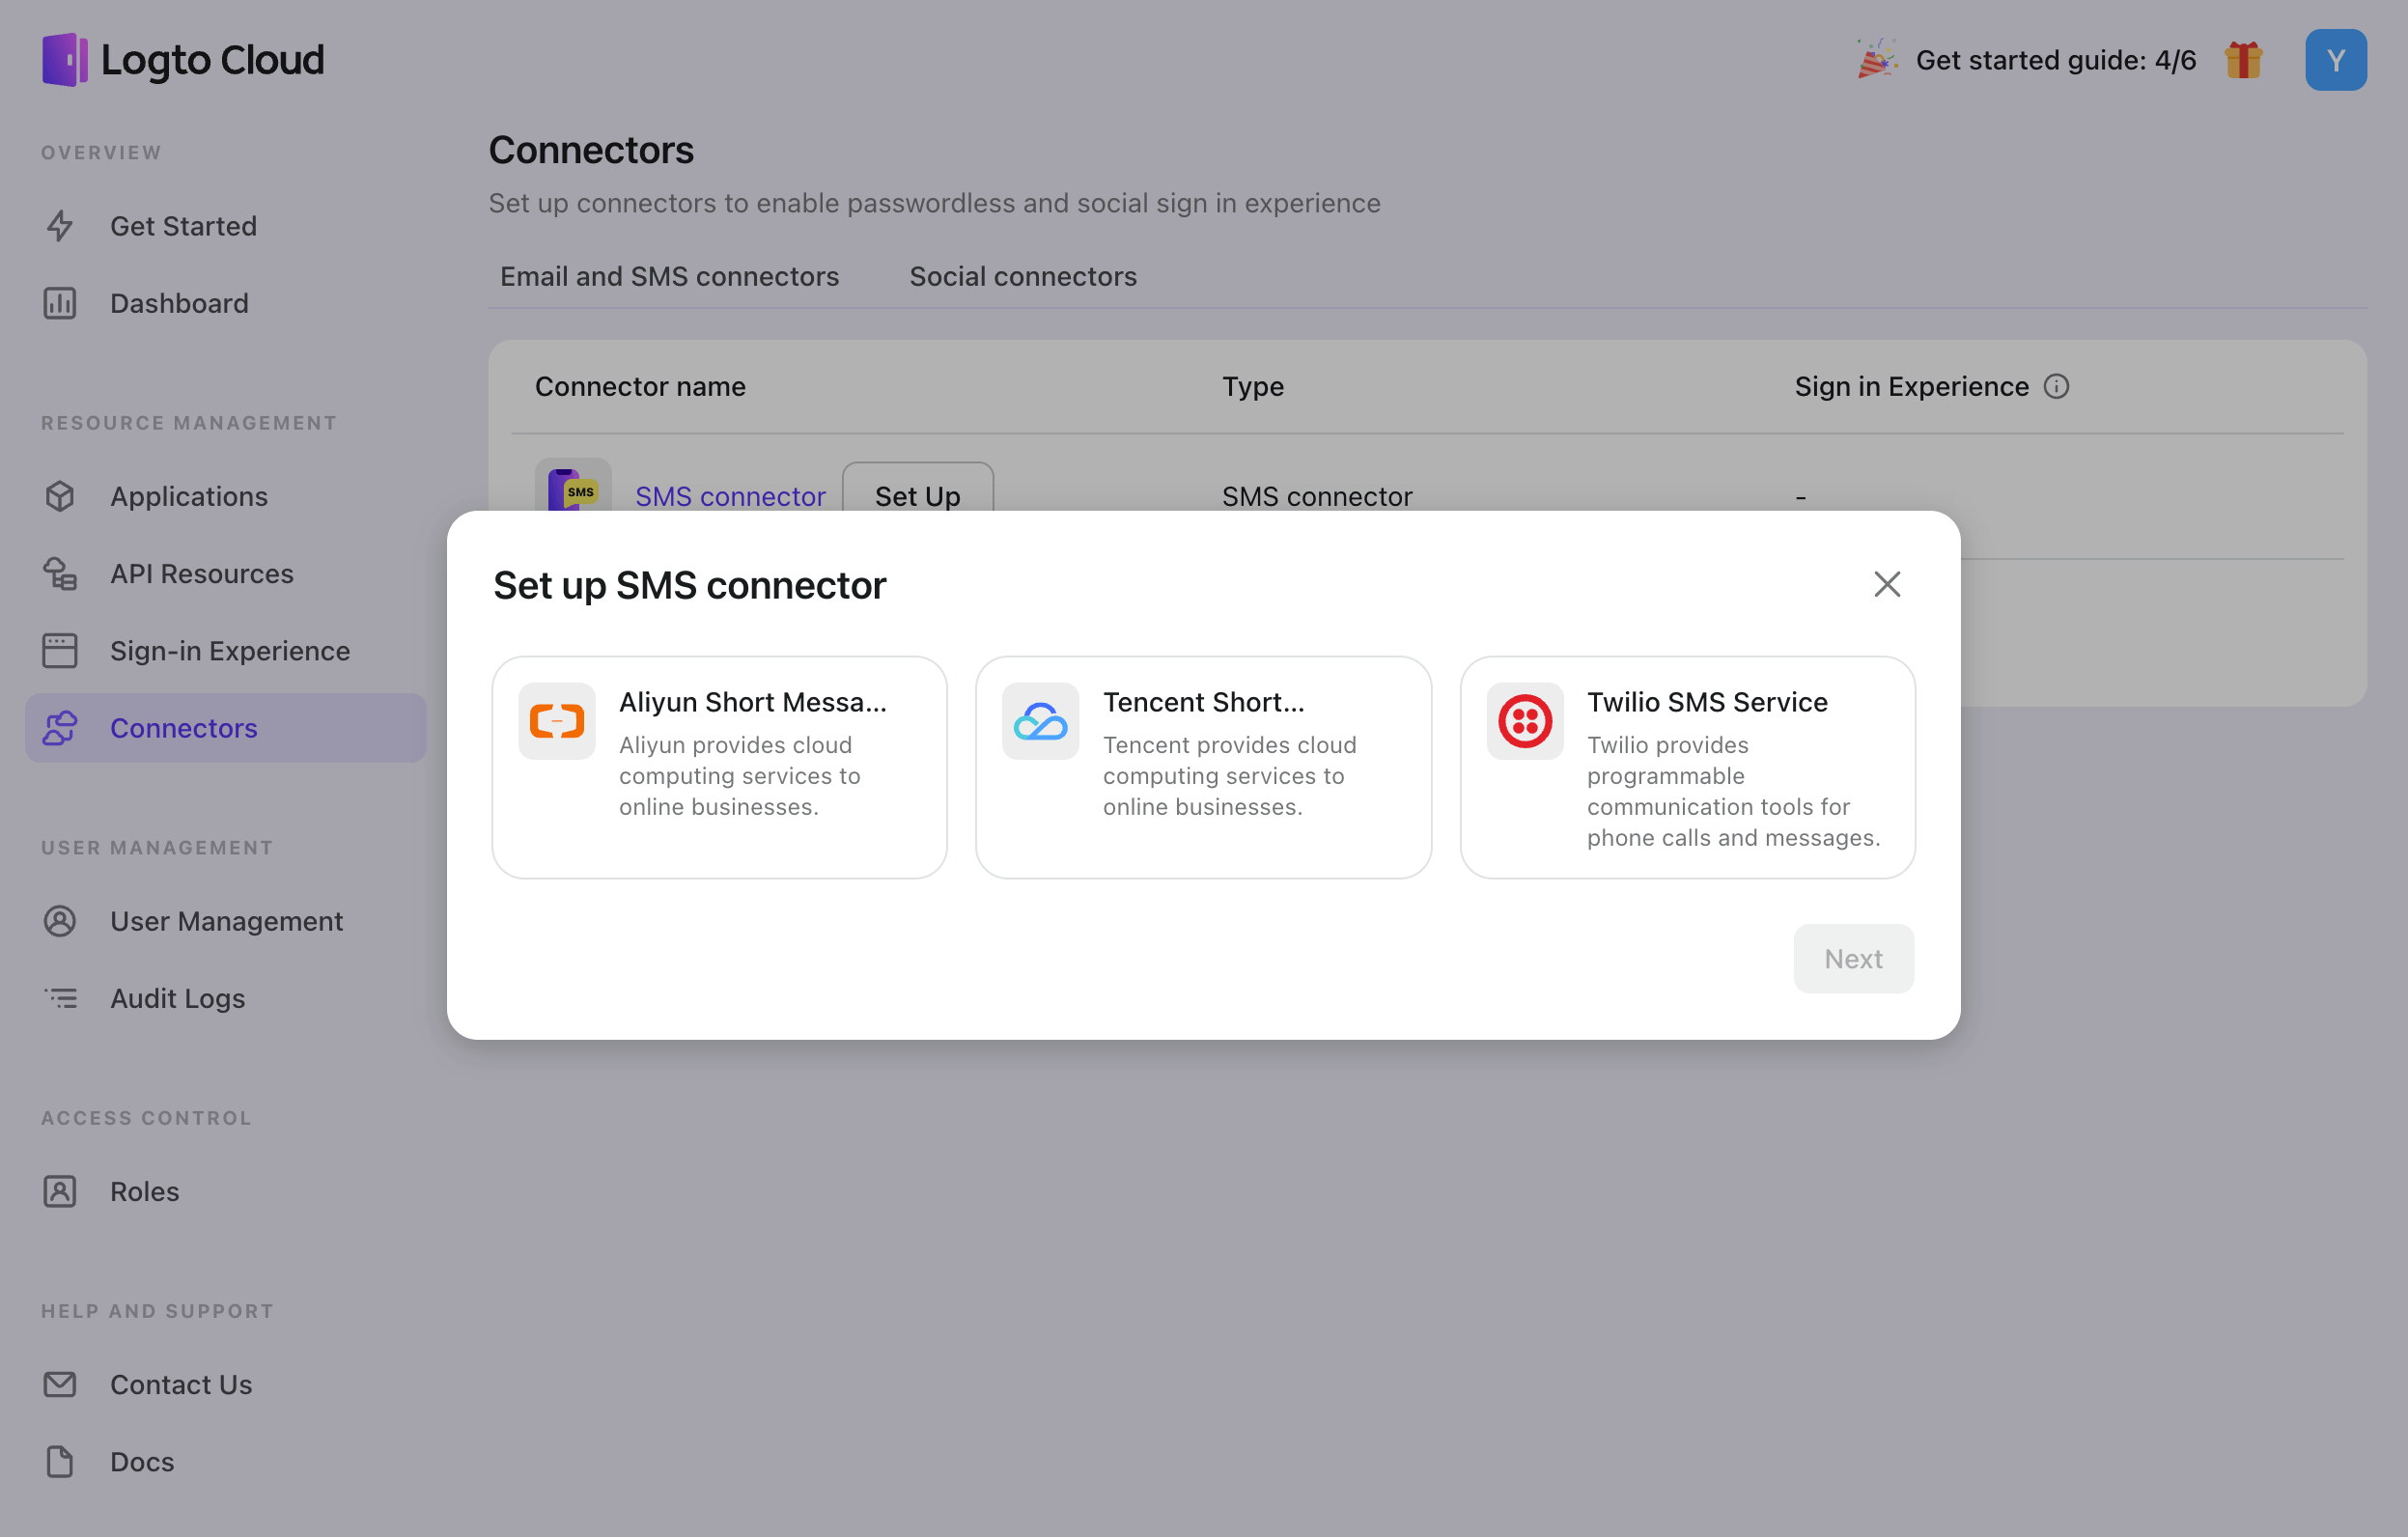 Logto Cloud
Get started guide: 4/6
Y
OVERVIEW
Get Started
Dashboard
RESOURCE MANAGEMENT
Applications
API Resources
Sign-in Experience
Connectors
USER MANAGEMENT
User Management
Audit Logs
ACCESS CONTROL
Roles
HELP AND SUPPORT
Contact Us
Docs
Connectors
Set up connectors to enable passwordless and social sign in experience
Email and SMS connectors
Social connectors
Connector name
Type
Sign in Experience
SMS
SMS connector
Set Up
SMS connector
-
Set up SMS connector
Aliyun Short Messa...
Aliyun provides cloud
computing services to
online businesses.
Tencent Short...
Tencent provides cloud
computing services to
online businesses.
Twilio SMS Service
Twilio provides
programmable
communication tools for
phone calls and messages.
Next